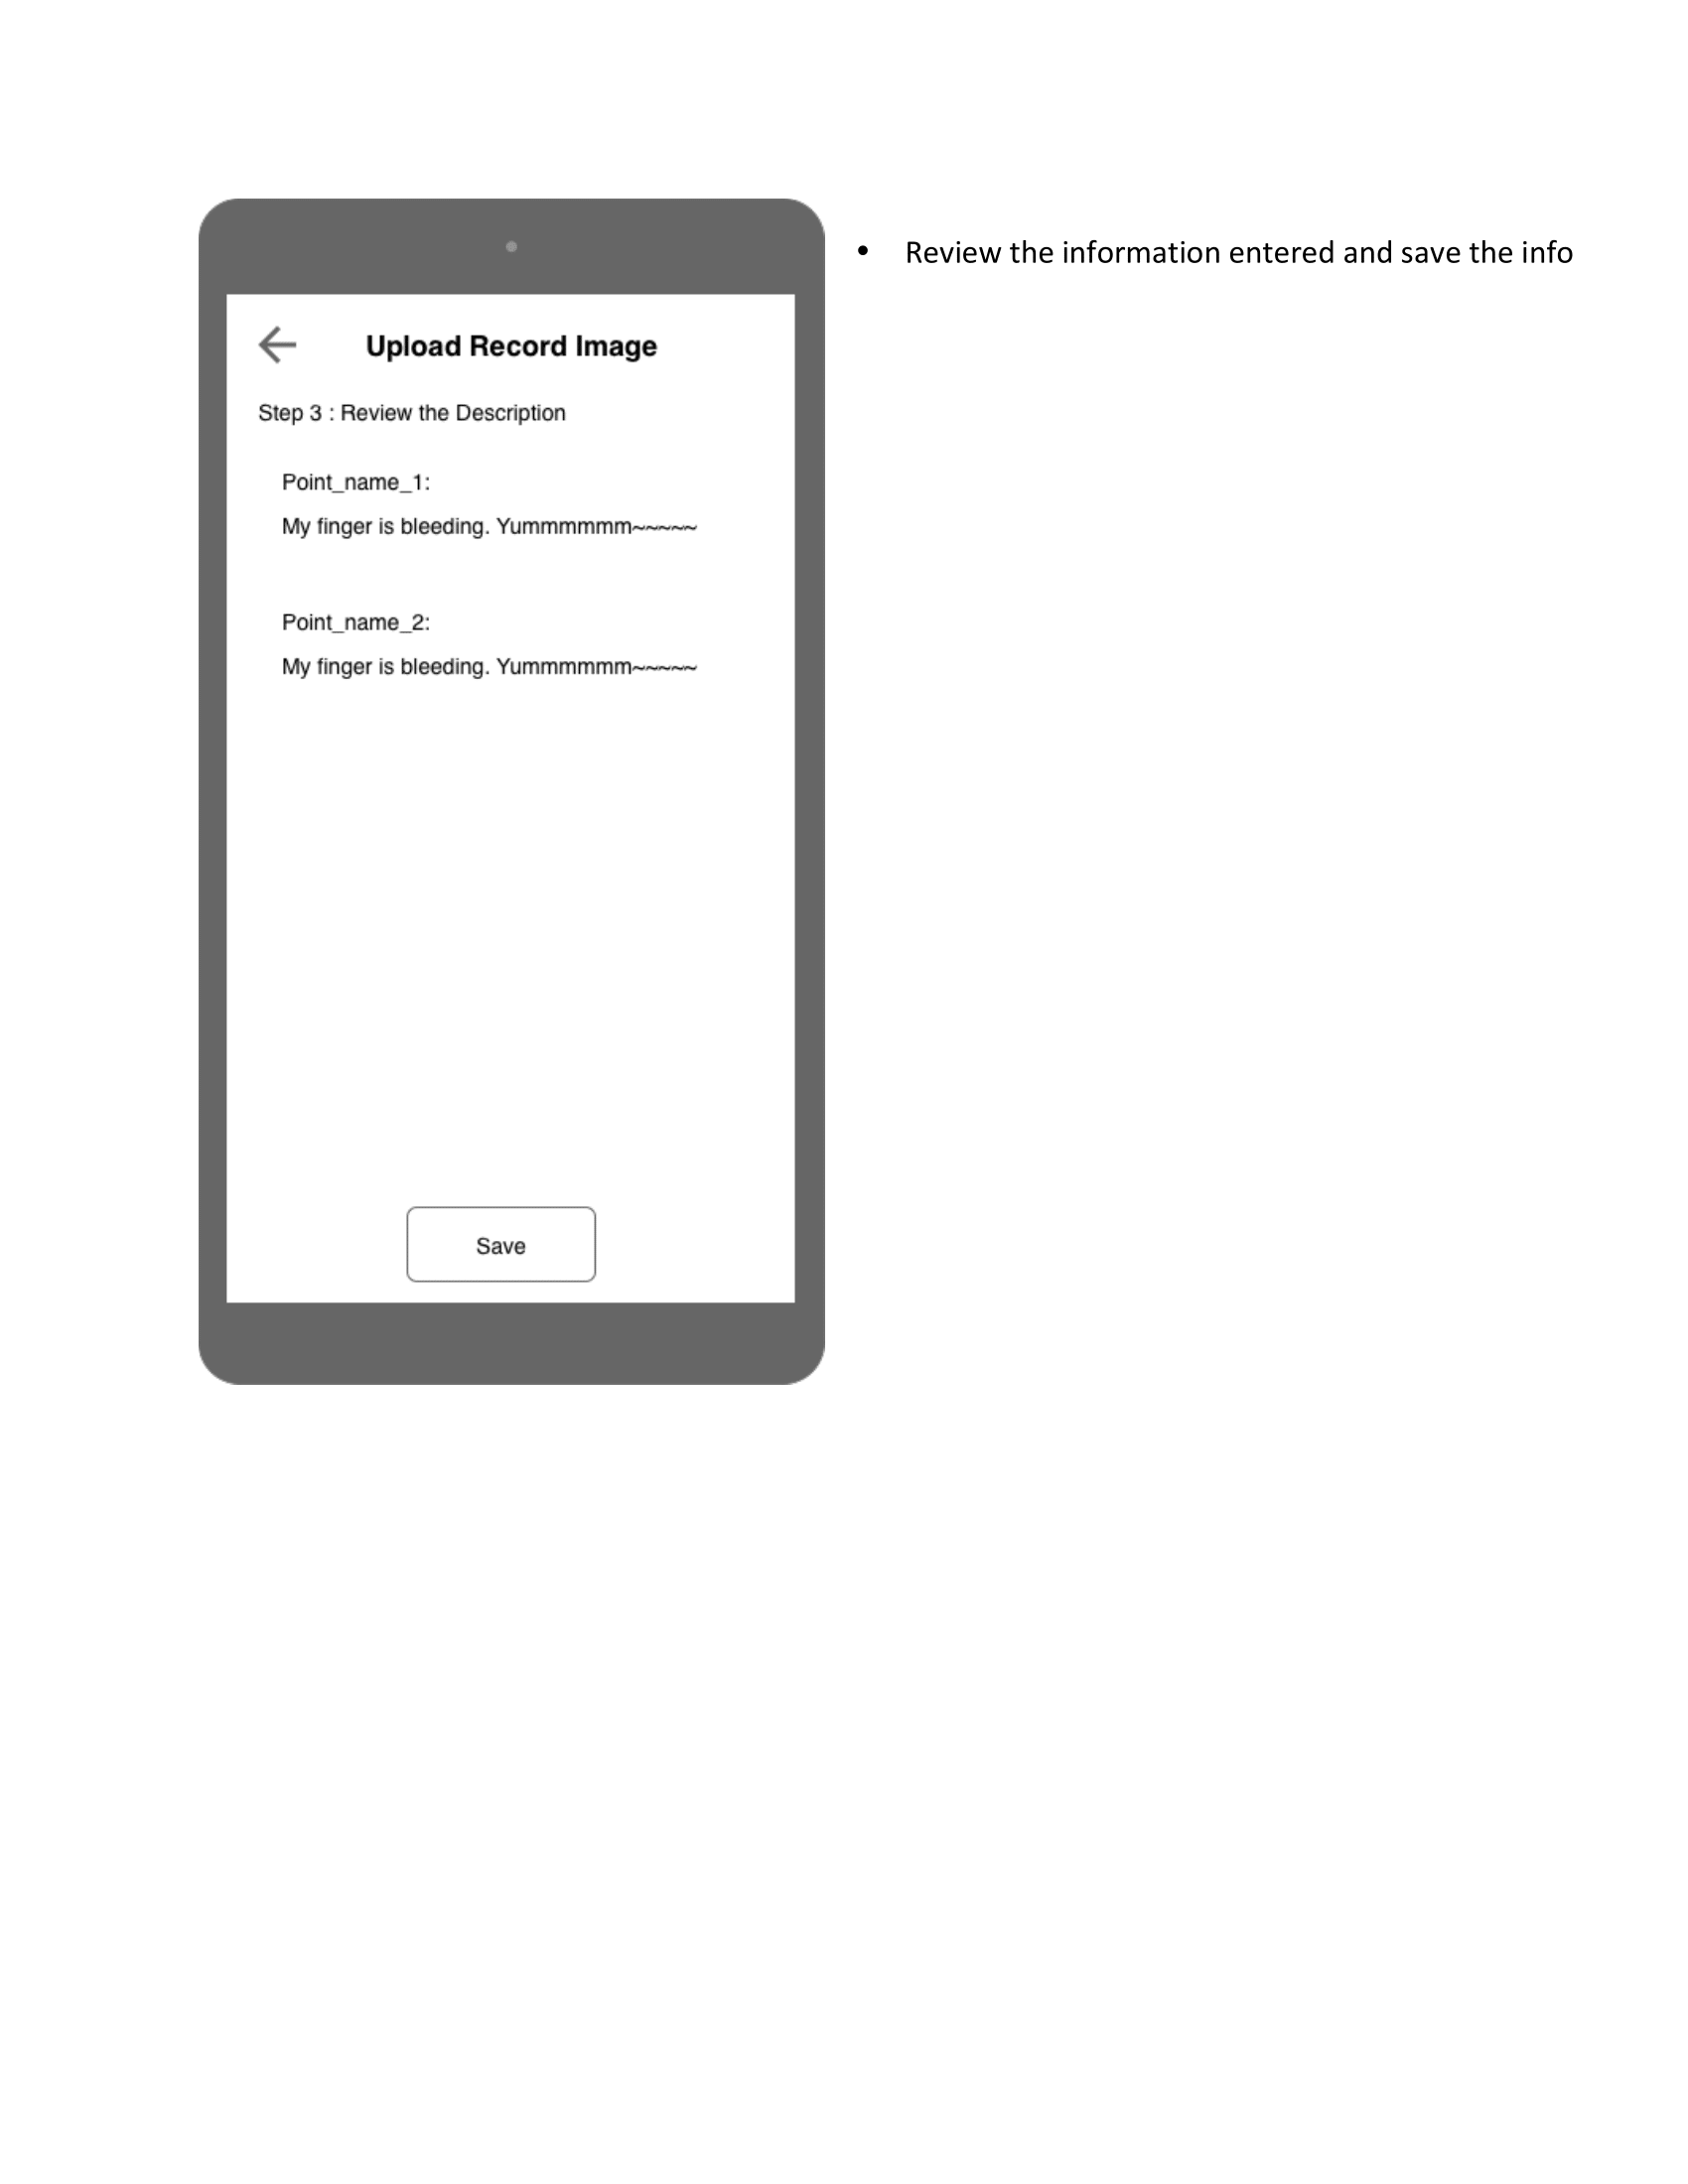 Upload Record Image
Step 3 : Review the Description
Point_name_1:
My finger is bleeding. Yummmmmm~~~~~
Point_name_2:
My finger is bleeding. Yummmmmm~~~~~
Save
• Review the information entered and save the info